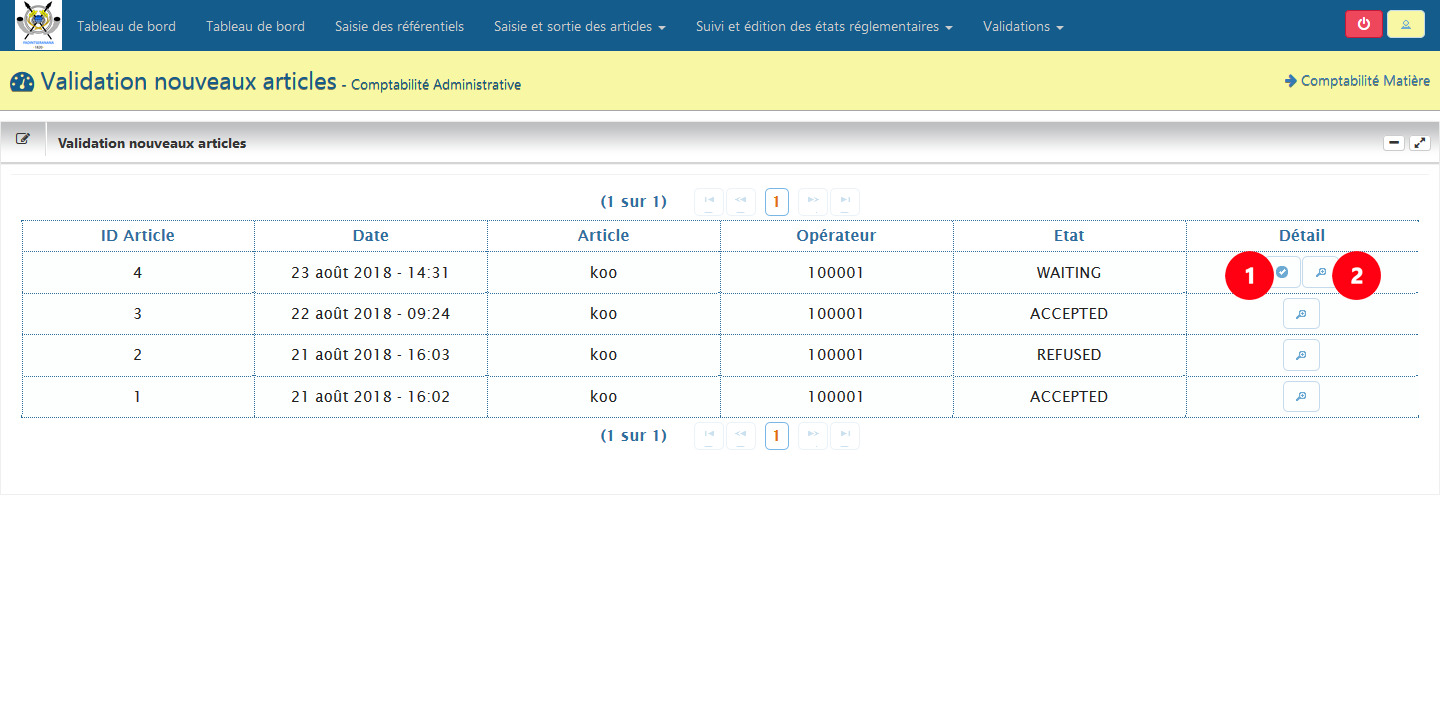 Tableau de bord Tableau de bord Saisie des référentiels Saisie et sortie des articles Suivi et édition des états réglementaires Validations
Validation nouveaux articles - Comptabilité Administrative Comptabilité Matière
Validation nouveaux articles
(1 sur 1) 1
ID Article Date Article Opérateur Etat Détail
4 23 août 2018 - 14:31 koo 100001 WAITING 1 2
3 22 août 2018 - 09:24 koo 100001 ACCEPTED
2 21 août 2018 - 16:03 koo 100001 REFUSED
1 21 août 2018 - 16:02 koo 100001 ACCEPTED
(1 sur 1) 1